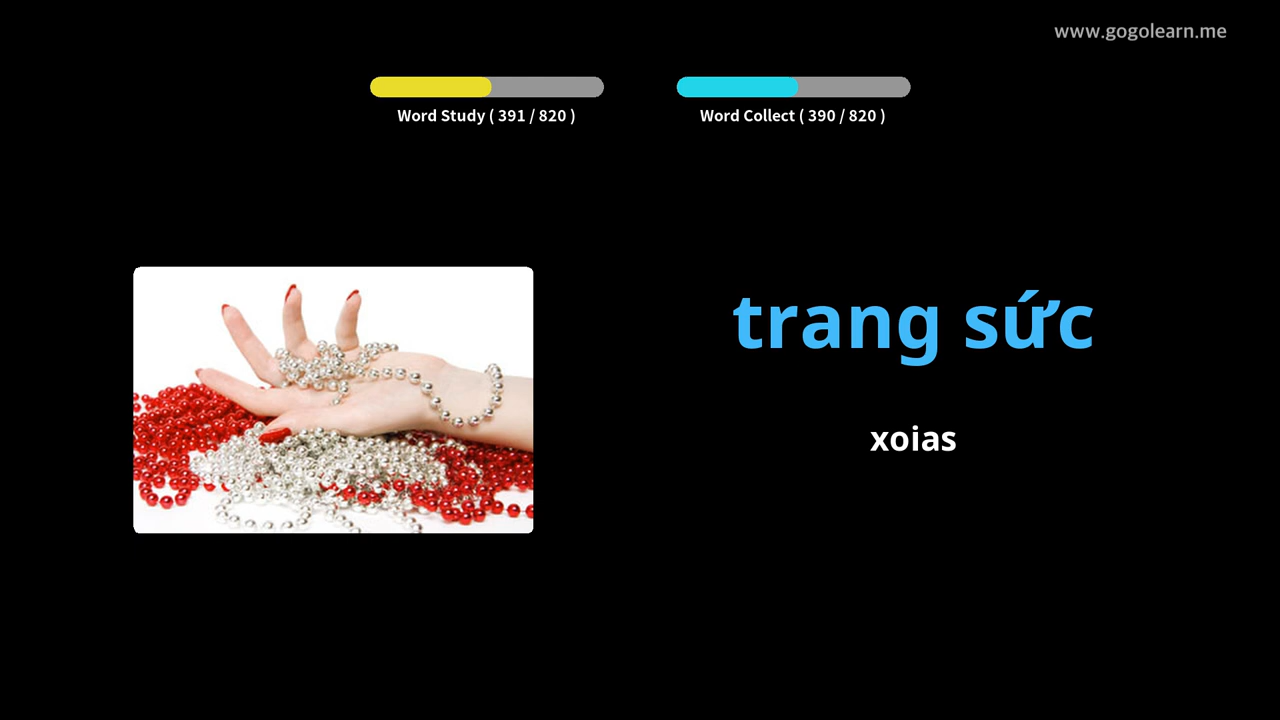 www.gogolearn.me
Word Study ( 391 / 820 )
Word Collect ( 390 / 820 )
trang sức
xoias